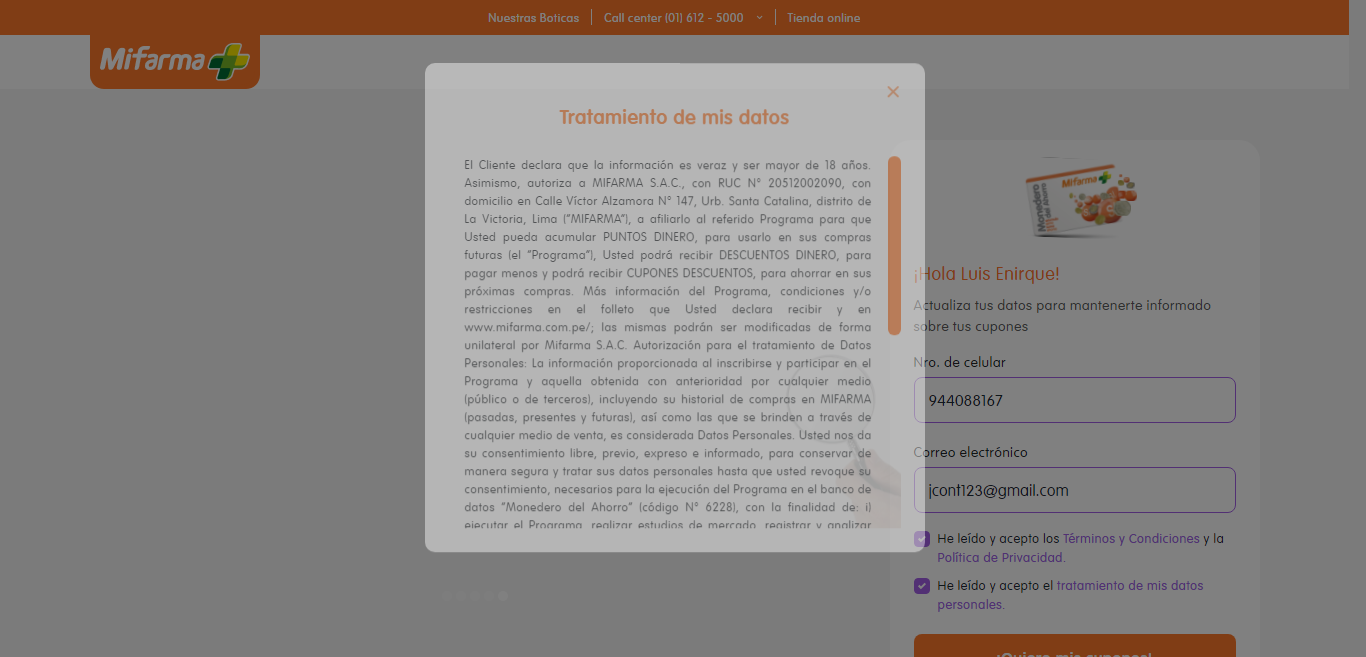 Nuestras Boticas
Call center (01) 612 - 5000
Tienda online
Mifarma
Tratamiento de mis datos
El Cliente declara que la información es veraz y ser mayor de 18 años.
Asimismo, autoriza a MIFARMA S.A.C., con RUC N° 20512002090, con
domicilio en Calle Víctor Alzamora N° 147, Urb. Santa Catalina, distrito de
La Victoria, Lima (“MIFARMA”), a afiliarlo al referido Programa para que
Usted pueda acumular PUNTOS DINERO, para usarlo en sus compras
futuras (el “Programa”), Usted podrá recibir DESCUENTOS DINERO, para
pagar menos y podrá recibir CUPONES DESCUENTOS, para ahorrar en sus
próximas compras. Más información del Programa, condiciones y/o
restricciones en el folleto que Usted declara recibir y en
www.mifarma.com.pe/; las mismas podrán ser modificadas de forma
unilateral por Mifarma S.A.C. Autorización para el tratamiento de Datos
Personales: La información proporcionada al inscribirse y participar en el
Programa y aquella obtenida con anterioridad por cualquier medio
(público o de terceros), incluyendo su historial de compras en MIFARMA
(pasadas, presentes y futuras), así como las que se brinden a través de
cualquier medio de venta, es considerada Datos Personales. Usted nos da
su consentimiento libre, previo, expreso e informado, para conservar de
manera segura y tratar sus datos personales hasta que usted revoque su
consentimiento, necesarios para la ejecución del Programa en el banco de
datos “Monedero del Ahorro” (código N° 6228), con la finalidad de: i)
ejecutar el Programa, realizar estudios de mercado, registrar y analizar
Monedero
del Ahorro
Mifarma
¡Hola Luis Enirque!
Actualiza tus datos para mantenerte informado
sobre tus cupones
Nro. de celular
944088167
Correo electrónico
jcont123@gmail.com
He leído y acepto los Términos y Condiciones y la
Política de Privacidad.
He leído y acepto el tratamiento de mis datos
personales.
¡Quiero mis cupones!